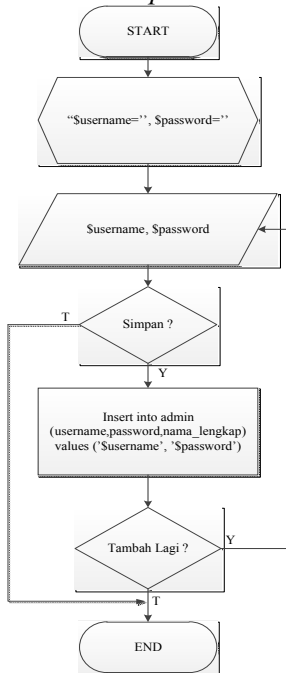 START
“$username=’’, $password=’’
$username, $password
Simpan ?
T
Y
Insert into admin
(username,password,nama_lengkap)
values (’$username’, ’$password’)
Tambah Lagi ?
Y
T
END